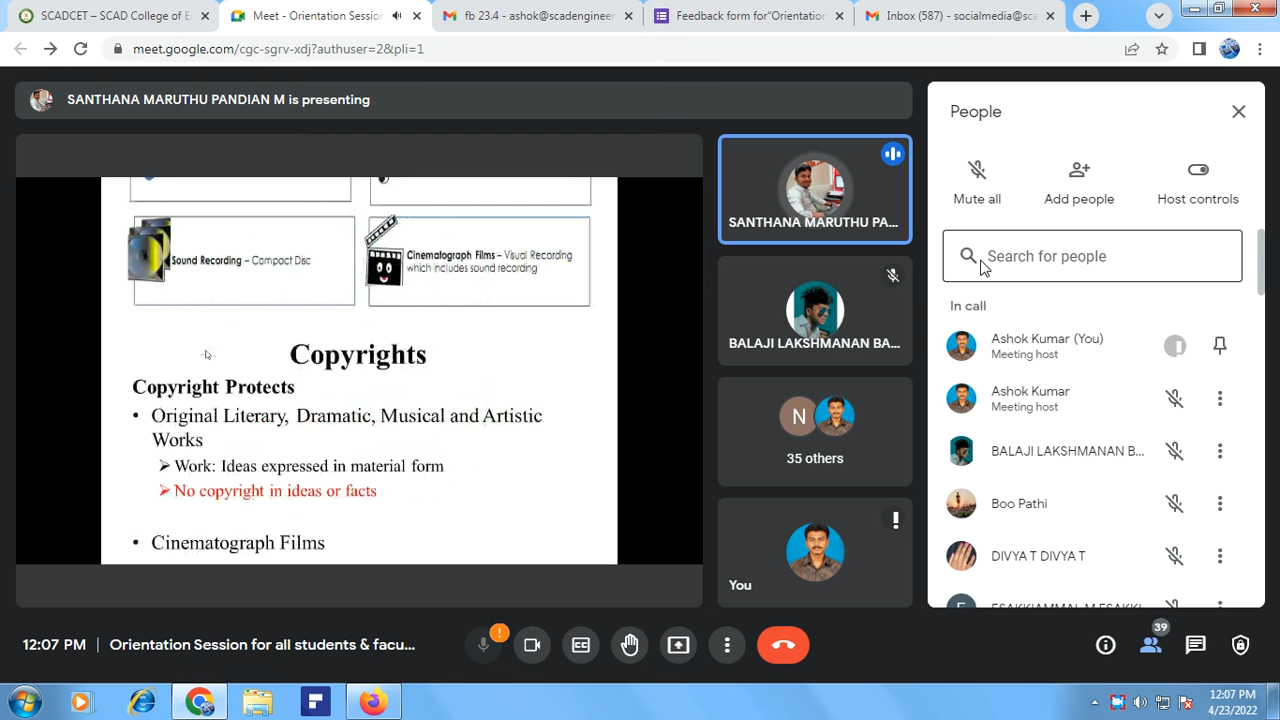 SCADCET – SCAD College of E
Meet - Orientation Sessio
fb 23.4 - ashok@scadenginee
Feedback form for"Orientatio
Inbox (587) - socialmedia@sca
meet.google.com/cgc-sgrv-xdj?authuser=2&pli=1
SANTHANA MARUTHU PANDIAN M is presenting
Sound Recording – Compact Disc
Cinematograph Films – Visual Recording
which includes sound recording
Copyrights
Copyright Protects
• Original Literary, Dramatic, Musical and Artistic
Works
➢ Work: Ideas expressed in material form
➢ No copyright in ideas or facts
• Cinematograph Films
SANTHANA MARUTHU PA...
BALAJI LAKSHMANAN BA...
N
35 others
You
People
Mute all
Add people
Host controls
Search for people
In call
Ashok Kumar (You)
Meeting host
Ashok Kumar
Meeting host
BALAJI LAKSHMANAN B...
Boo Pathi
DIVYA T DIVYA T
ESAKKIAMMAL M ESAKKI
12:07 PM | Orientation Session for all students & facu...
39
12:07 PM
4/23/2022